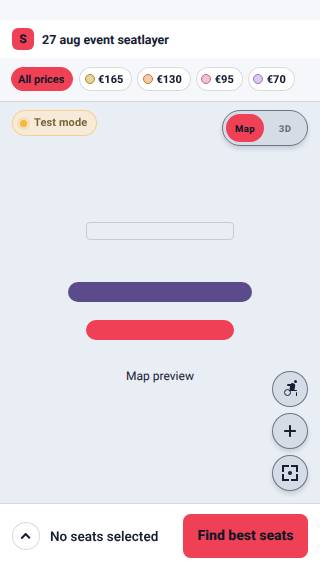 S
27 aug event seatlayer
All prices
€165
€130
€95
€70
Test mode
Map
3D
Map preview
No seats selected
Find best seats